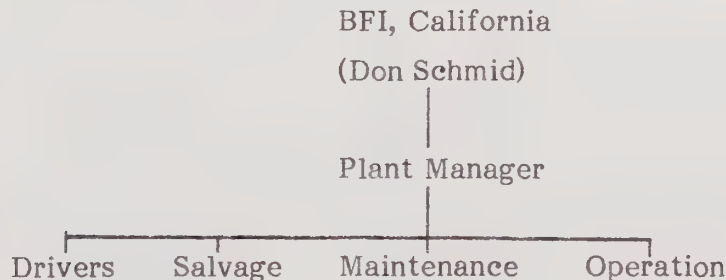 BFI, California
(Don Schmid)
Plant Manager
Drivers Salvage Maintenance Operation